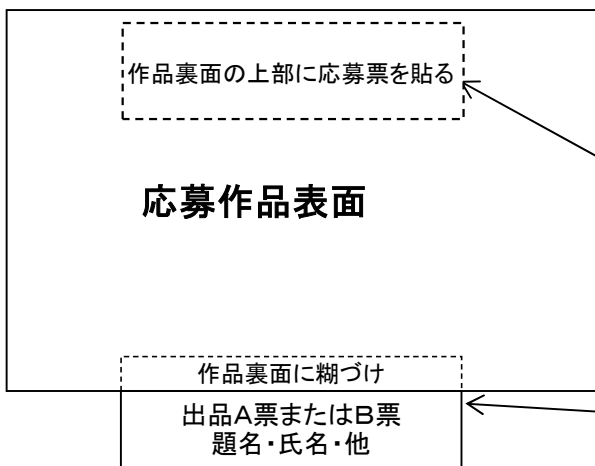 作品裏面の上部に応募票を貼る
応募作品表面
作品裏面に糊づけ
出品A票またはB票
題名・氏名・他